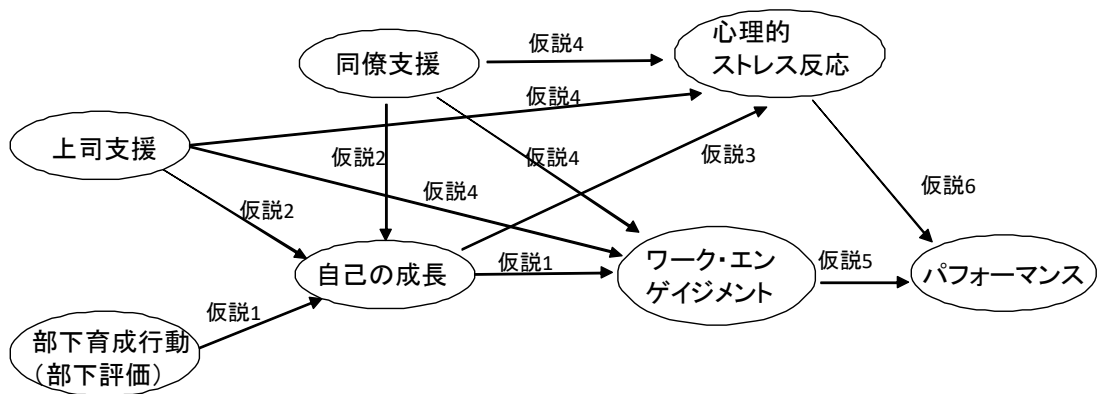 心理的
ストレス反応
仮説4
同僚支援
仮説4
上司支援
仮説2
仮説4
仮説3
仮説4
仮説6
仮説2
自己の成長
仮説1
ワーク・エン
ゲイジメント
仮説5
パフォーマンス
仮説1
部下育成行動
（部下評価）